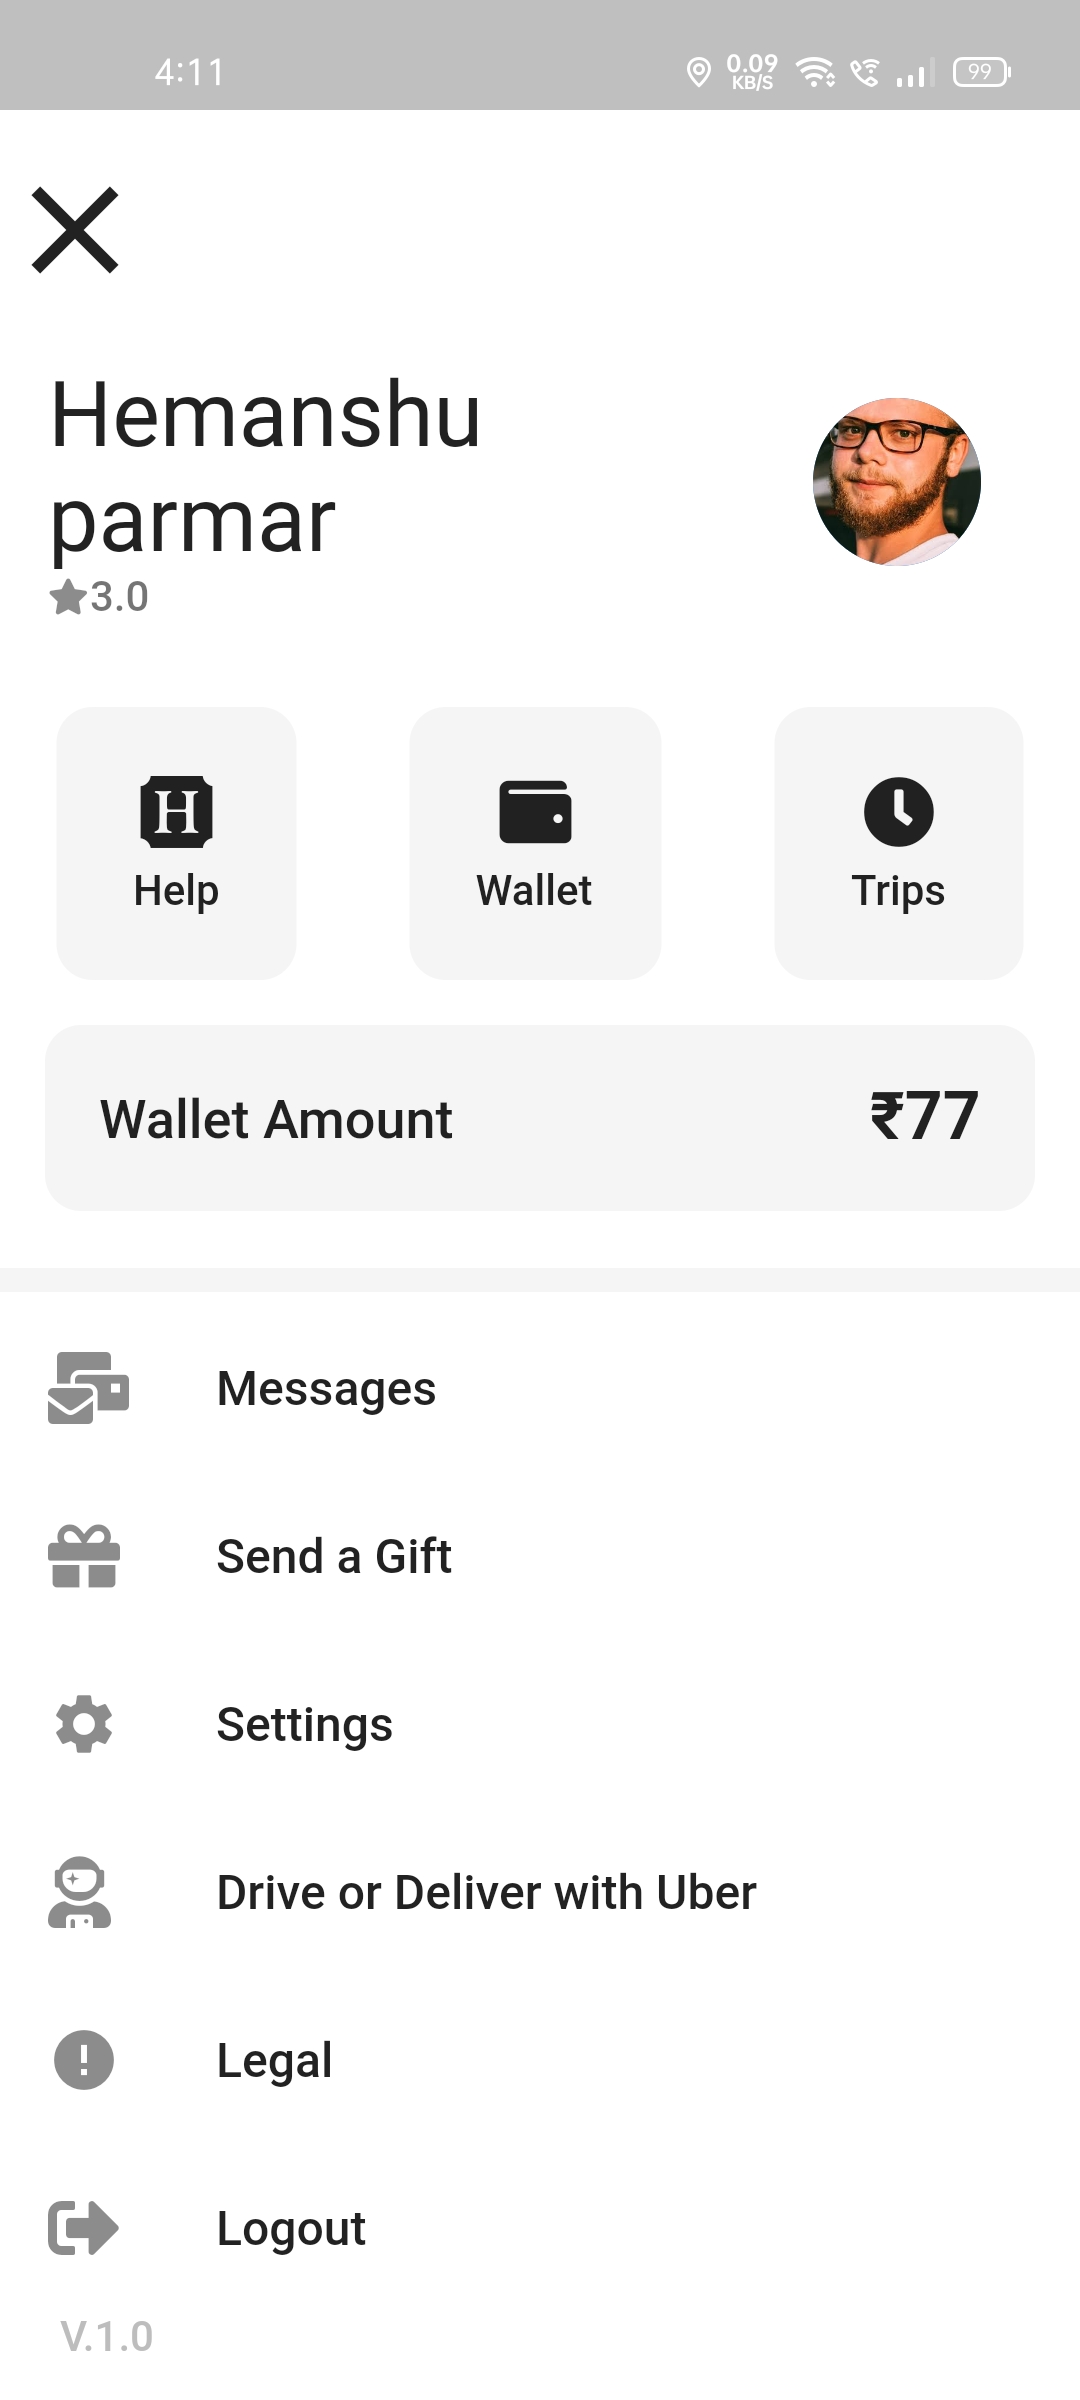 4:11
0.09
KB/S
99
Hemanshu
parmar
3.0
H
Help
Wallet
Trips
Wallet Amount
₹77
Messages
Send a Gift
Settings
Drive or Deliver with Uber
Legal
Logout
V.1.0